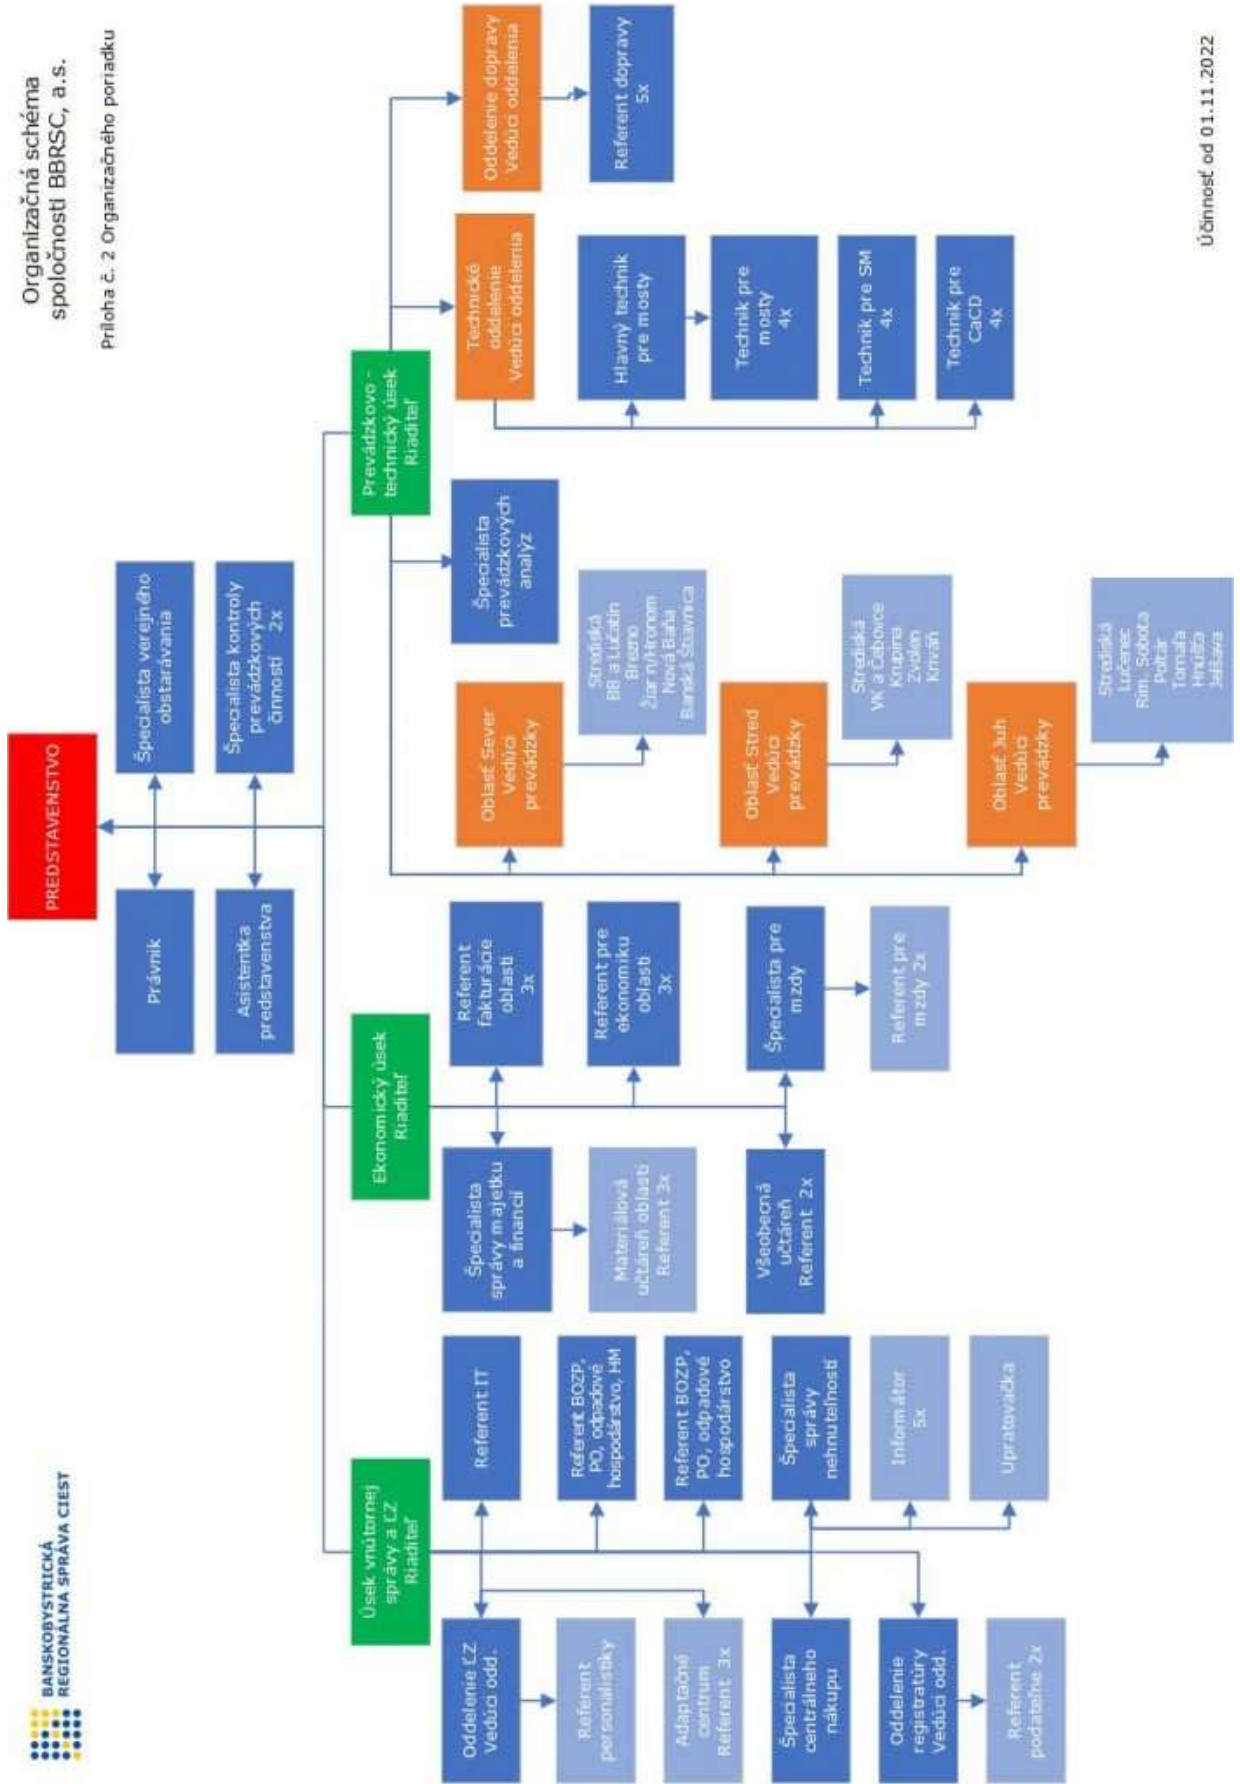 BANSKOBYSTRICKÁ
REGIONÁLNA SPRÁVA CIEST
Organizačná schéma
spoločnosti BBRSC, a.s.
Príloha č. 2 Organizačného poriadku
PREDSTAVENSTVO
Právnik
Špecialista verejného
obstarávania
Asistentka
predstavenstva
Špecialista kontroly
prevádzkových
činností 2x
Úsek vnútornej
správy a ĽZ
Riaditeľ
Ekonomický úsek
Riaditeľ
Prevádzkovo -
technický úsek
Riaditeľ
Oddelenie ĽZ
Vedúci odd.
Referent
personalistiky
Adaptačné
centrum
Referent 3x
Špecialista
centrálneho
nákupu
Oddelenie
registratúry
Vedúci odd.
Referent
podateľne 2x
Referent IT
Referent BOZP,
PO, odpadové
hospodárstvo, HM
Referent BOZP,
PO, odpadové
hospodárstvo
Špecialista
správy
nehnuteľností
Informátor
5x
Upratovačka
Špecialista
správy majetku
a financií
Materiálová
učtáreň oblasti
Referent 3x
Všeobecná
učtáreň
Referent 2x
Referent
fakturácie
oblasti
3x
Referent pre
ekonomiku
oblasti
3x
Špecialista pre
mzdy
Referent pre
mzdy 2x
Oblasť Sever
Vedúci
prevádzky
Strediská
BB a Ľučatín
Brezno
Žiar n/Hronom
Nová Baňa
Banská Štiavnica
Oblasť Stred
Vedúci
prevádzky
Strediská
VK a Čebovce
Krupina
Zvolen
Kriváň
Oblasť Juh
Vedúci
prevádzky
Strediská
Lučenec
Rim. Sobota
Poltár
Tornaľa
Hnúšťa
Jelšava
Špecialista
prevádzkových
analýz
Technické
oddelenie
Vedúci oddelenia
Hlavný technik
pre mosty
Technik pre
mosty
4x
Technik pre SM
4x
Technik pre
CaCD
4x
Oddelenie dopravy
Vedúci oddelenia
Referent dopravy
5x
Účinnosť od 01.11.2022